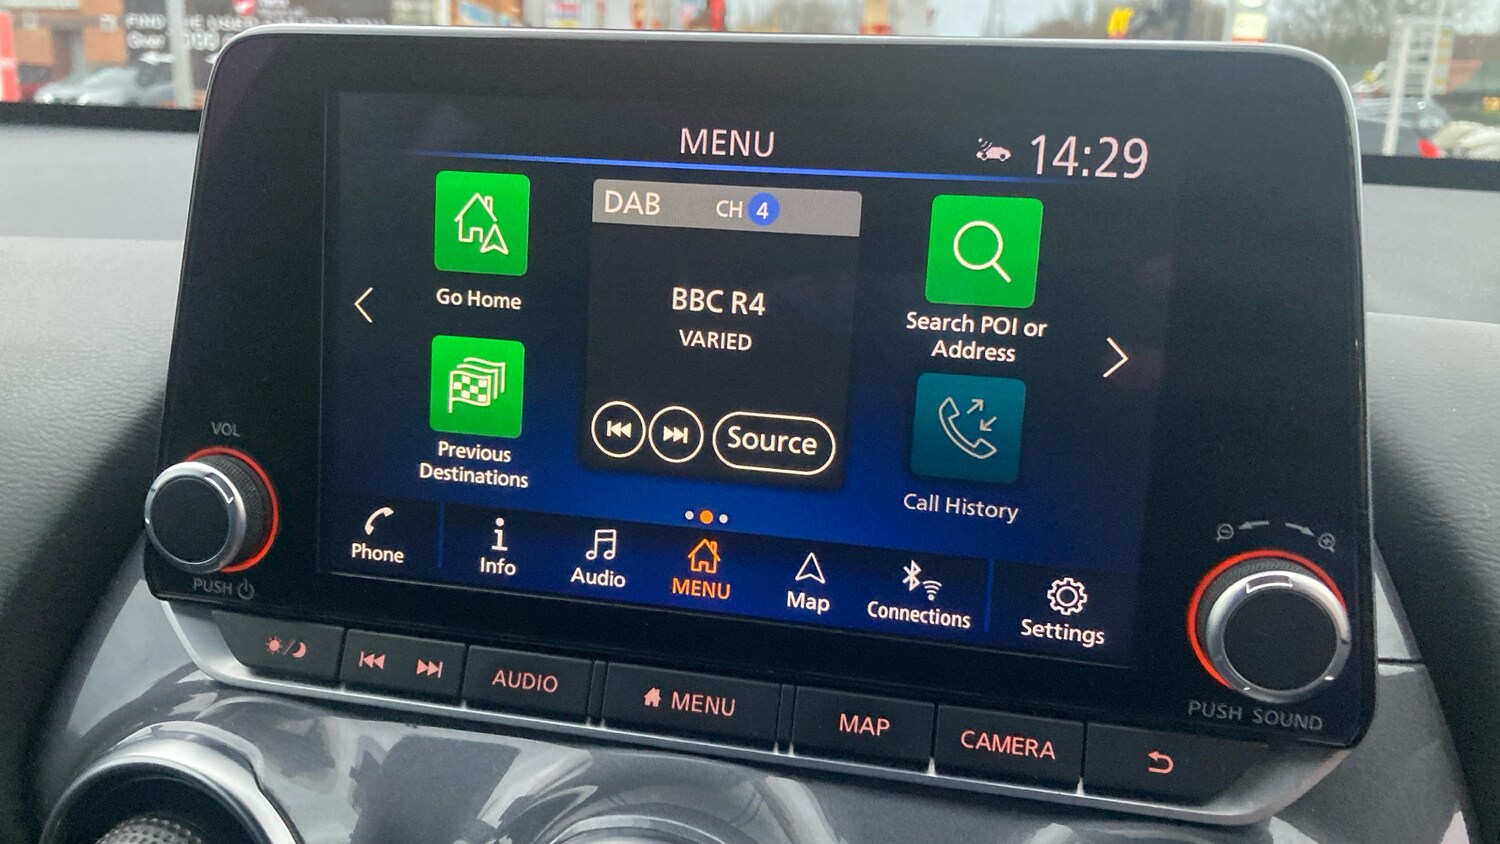 MENU
14:29
DAB
CH 4
BBC R4
VARIED
Source
Go Home
Previous
Destinations
Search POI or
Address
Call History
Phone
Info
Audio
MENU
Map
Connections
Settings
VOL
PUSH
PUSH SOUND
AUDIO
MENU
MAP
CAMERA